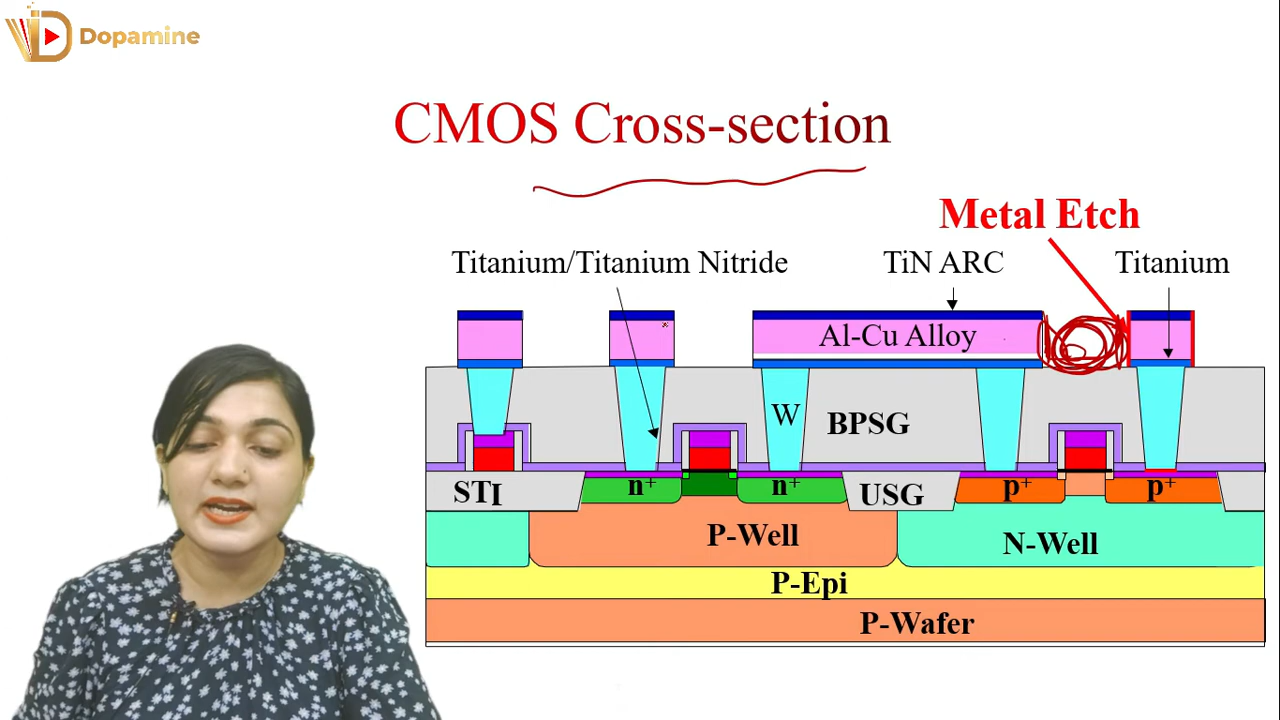 Dopamine
CMOS Cross-section
Metal Etch
Titanium/Titanium Nitride
TiN ARC
Titanium
Al-Cu Alloy
W
BPSG
STI
n+
n+
USG
p+
p+
P-Well
N-Well
P-Epi
P-Wafer